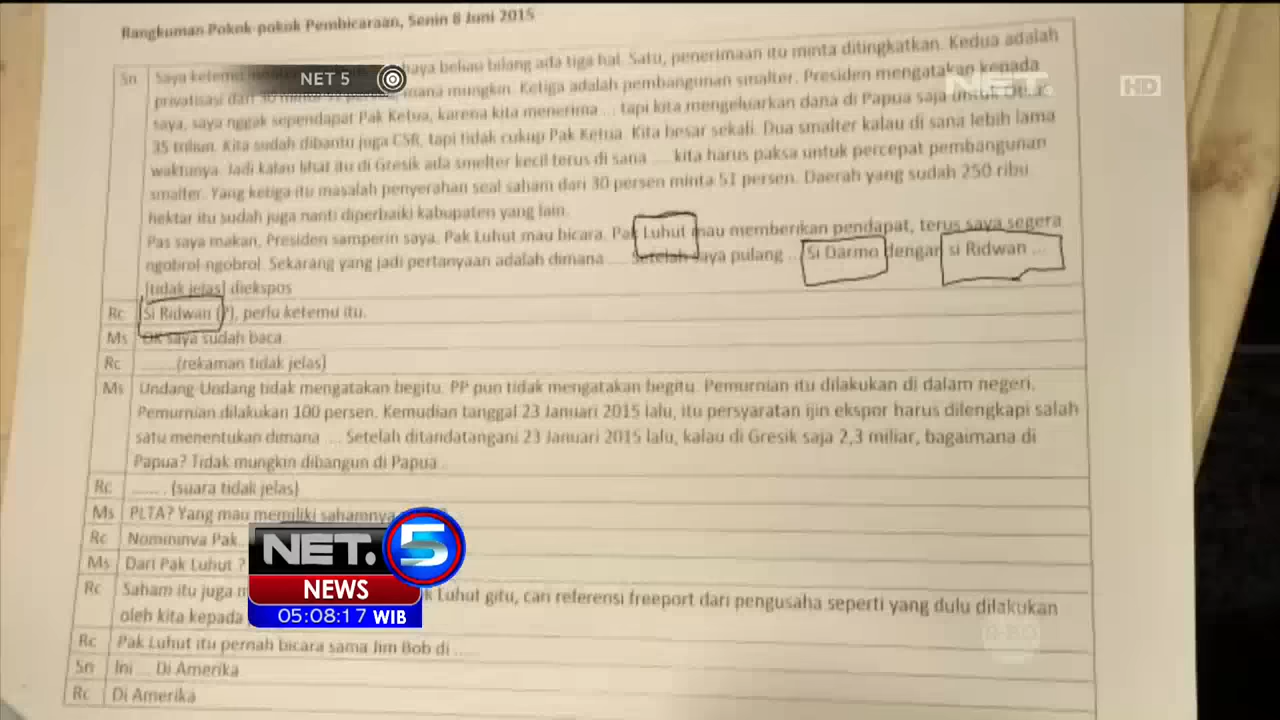 Rangkuman Pokok-pokok Pembicaraan, Senin 8 Juni 2015
NET 5
NET.
HD
Sn Saya ketemu haya beliau bilang ada tiga hal. Satu, penerimaan itu minta ditingkatkan. Kedua adalah
privatisasi dari 30 mana mungkin. Ketiga adalah pembangunan smalter. Presiden mengatakan kepada
saya, saya nggak sependapat Pak Ketua, karena kita menerima ... tapi kita mengeluarkan dana di Papua saja untuk
35 triliun. Kita sudah dibantu juga CSR, tapi tidak cukup Pak Ketua. Kita besar sekali. Dua smalter kalau di sana lebih lama
waktunya. Jadi kalau lihat itu di Gresik ada smelter kecil terus di sana .... kita harus paksa untuk percepat pembangunan
smalter. Yang ketiga itu masalah penyerahan seal saham dari 30 persen minta 51 persen. Daerah yang sudah 250 ribu
hektar itu sudah juga nanti diperbaiki kabupaten yang lain.
Pas saya makan, Presiden samperin saya. Pak Luhut mau bicara. Pak Luhut mau memberikan pendapat, terus saya segera
ngobrol-ngobrol. Sekarang yang jadi pertanyaan adalah dimana .... Setelah saya pulang ... Si Darmo dengan si Ridwan ...
[tidak jelas] diekspos
Rc Si Ridwan (?), perlu ketemu itu.
Ms OK saya sudah baca
Rc ........(rekaman tidak jelas)
Ms Undang-Undang tidak mengatakan begitu. PP pun tidak mengatakan begitu. Pemurnian itu dilakukan di dalam negeri.
Pemurnian dilakukan 100 persen. Kemudian tanggal 23 Januari 2015 lalu, itu persyaratan ijin ekspor harus dilengkapi salah
satu menentukan dimana .... Setelah ditandatangani 23 Januari 2015 lalu, kalau di Gresik saja 2,3 miliar, bagaimana di
Papua? Tidak mungkin dibangun di Papua.
Rc ........ (suara tidak jelas)
Ms PLTA? Yang mau memiliki sahamnya
Rc Nominnya Pak..
Ms Dari Pak Luhut ?
Rc Saham itu juga Luhut gitu, cari referensi freeport dari pengusaha seperti yang dulu dilakukan
oleh kita kepada
Rc Pak Luhut itu pernah bicara sama Jim Bob di .....
Sn Ini ... Di Amerika
Rc Di Amerika
NET. 5
NEWS
05:08:17 WIB